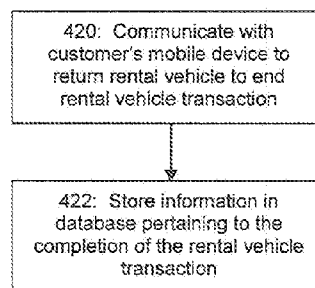 420: Communicate with
customer's mobile device to
return rental vehicle to end
rental vehicle transaction
422: Store information in
database pertaining to the
completion of the rental vehicle
transaction